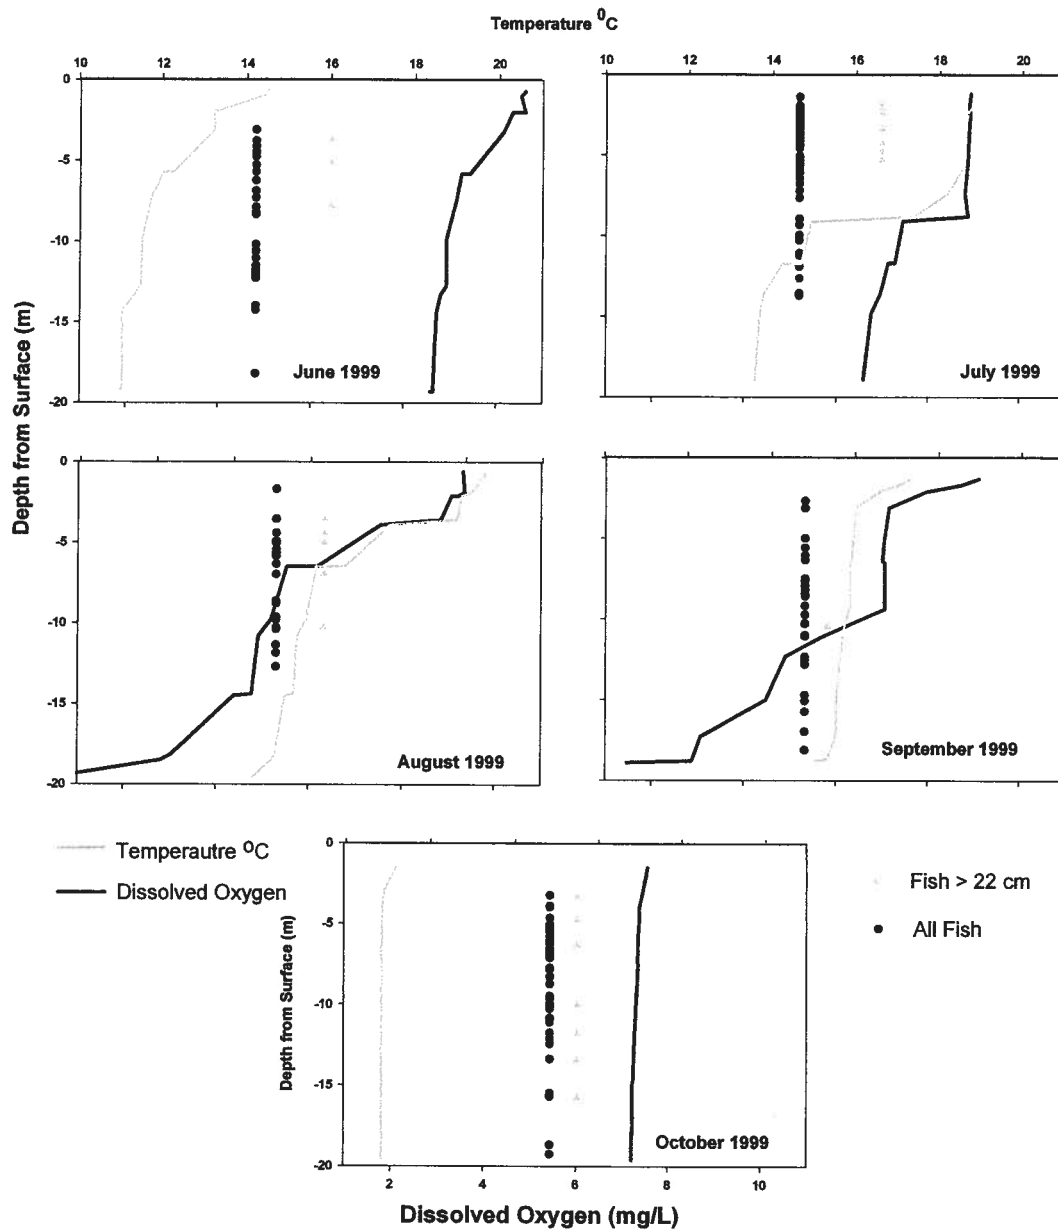 Temperature ⁰C
10 12 14 16 18 20
10 12 14 16 18 20
0
-5
-10
-15
-20
June 1999
July 1999
Depth from Surface (m)
0
-5
-10
-15
-20
August 1999
September 1999
Temperautre ⁰C
Dissolved Oxygen
Fish > 22 cm
All Fish
Depth from Surface (m)
0
-5
-10
-15
-20
October 1999
2 4 6 8 10
Dissolved Oxygen (mg/L)